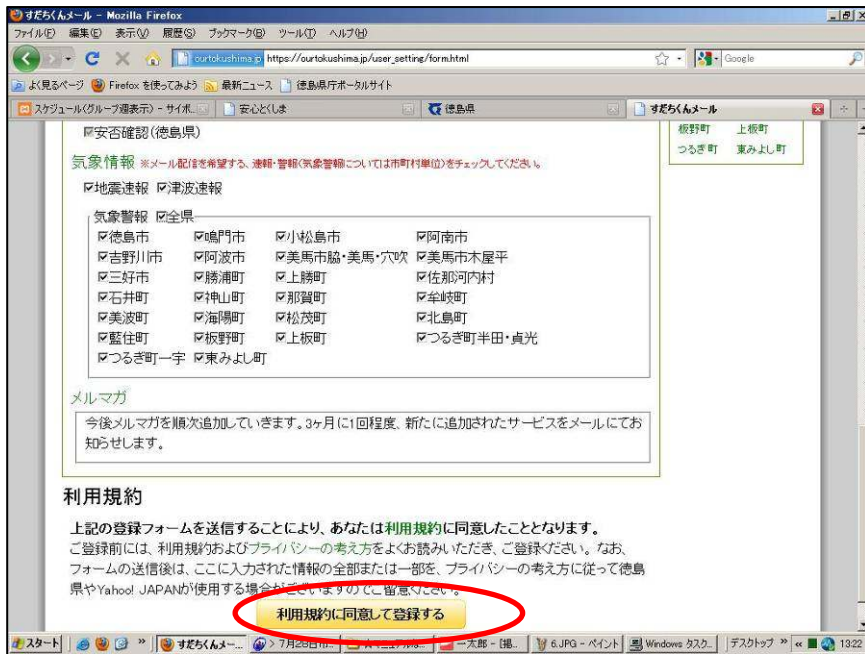 すだちくんメール - Mozilla Firefox
ファイル(F) 編集(E) 表示(V) 履歴(S) ブックマーク(B) ツール(T) ヘルプ(H)
ourtokushima.jp https://ourtokushima.jp/user_setting/form.html
Google
よく見るページ Firefox を使ってみよう 最新ニュース 徳島県庁ポータルサイト
スケジュール(グループ週表示) - サイボ... 安心とくしま 徳島県 すだちくんメール
安否確認(徳島県)
板野町 上板町
つるぎ町 東みよし町
気象情報 ※メール配信を希望する、速報・警報(気象警報については市町村単位)をチェックしてください。
地震速報 津波速報
気象警報 全県
徳島市 鳴門市 小松島市 阿南市
吉野川市 阿波市 美馬市脇・美馬・穴吹 美馬市木屋平
三好市 勝浦町 上勝町 佐那河内村
石井町 神山町 那賀町 牟岐町
美波町 海陽町 松茂町 北島町
藍住町 板野町 上板町 つるぎ町半田・貞光
つるぎ町一宇 東みよし町
メルマガ
今後メルマガを順次追加していきます。3ヶ月に1回程度、新たに追加されたサービスをメールにてお
知らせします。
利用規約
上記の登録フォームを送信することにより、あなたは利用規約に同意したこととなります。
ご登録前には、利用規約およびプライバシーの考え方をよくお読みいただき、ご登録ください。なお、
フォームの送信後は、ここに入力された情報の全部または一部を、プライバシーの考え方に従って徳島
県やYahoo! JAPANが使用する場合がございますのでご留意ください。
利用規約に同意して登録する
スタート すだちくんメー... 7月28日 一太郎 - [掲... 6.JPG - ペイント Windows タスク... デスクトップ 13:22